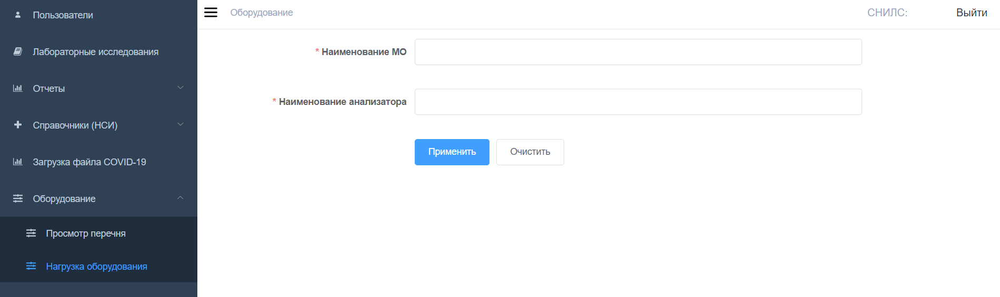 Пользователи
Лабораторные исследования
Отчеты
Справочники (НСИ)
Загрузка файла COVID-19
Оборудование
Просмотр перечня
Нагрузка оборудования
Оборудование
СНИЛС:
Выйти
* Наименование МО
* Наименование анализатора
Применить
Очистить